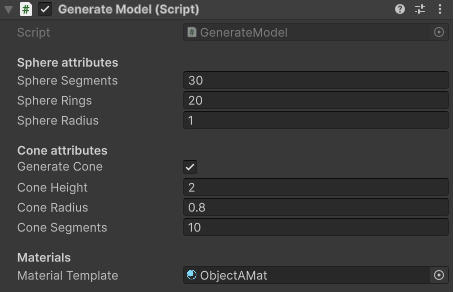 Generate Model (Script)
Script GenerateModel
Sphere attributes
Sphere Segments 30
Sphere Rings 20
Sphere Radius 1
Cone attributes
Generate Cone
Cone Height 2
Cone Radius 0.8
Cone Segments 10
Materials
Material Template ObjectAMat